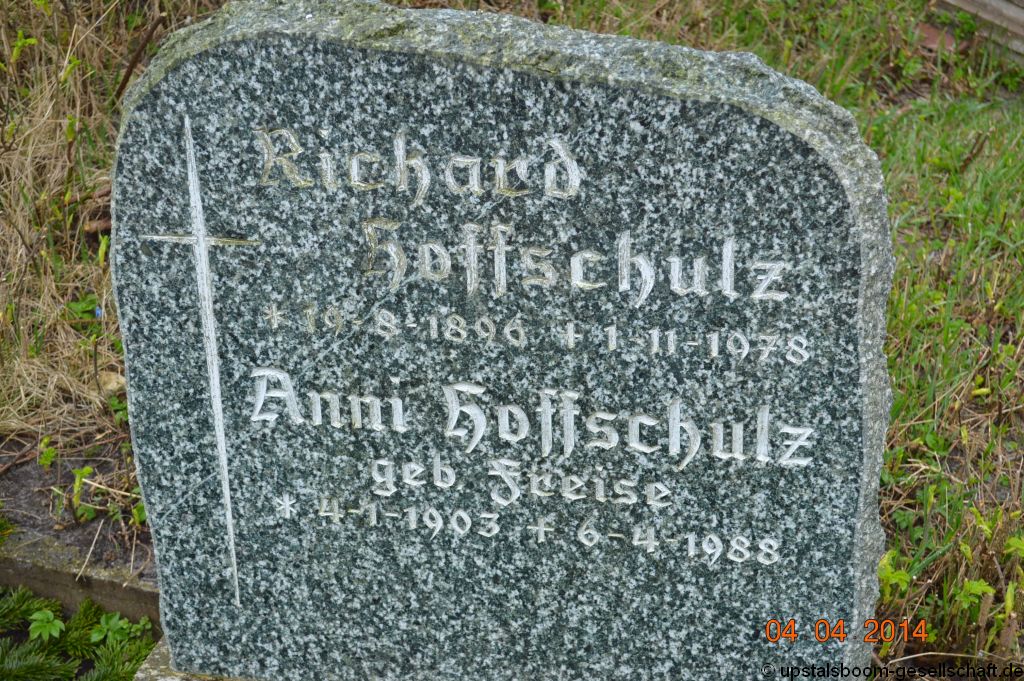 Richard
Hoffschulz
* 19-8-1896 + 1-11-1978
Anni Hoffschulz
geb Freise
* 4-1-1903 + 6-4-1988
04 04 2014
© upstalsboom-gesellschaft.de